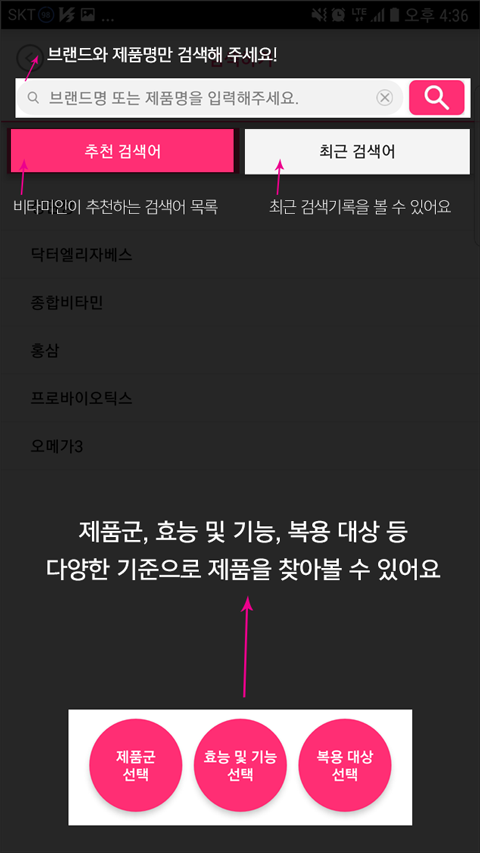 SKT ... LTE 오후 4:36
브랜드와 제품명만 검색해 주세요!
브랜드명 또는 제품명을 입력해주세요.
추천 검색어 최근 검색어
비타미인이 추천하는 검색어 목록 최근 검색기록을 볼 수 있어요
닥터엘리자베스
종합비타민
홍삼
프로바이오틱스
오메가3
제품군, 효능 및 기능, 복용 대상 등
다양한 기준으로 제품을 찾아볼 수 있어요
제품군 효능 및 기능 복용 대상
선택 선택 선택